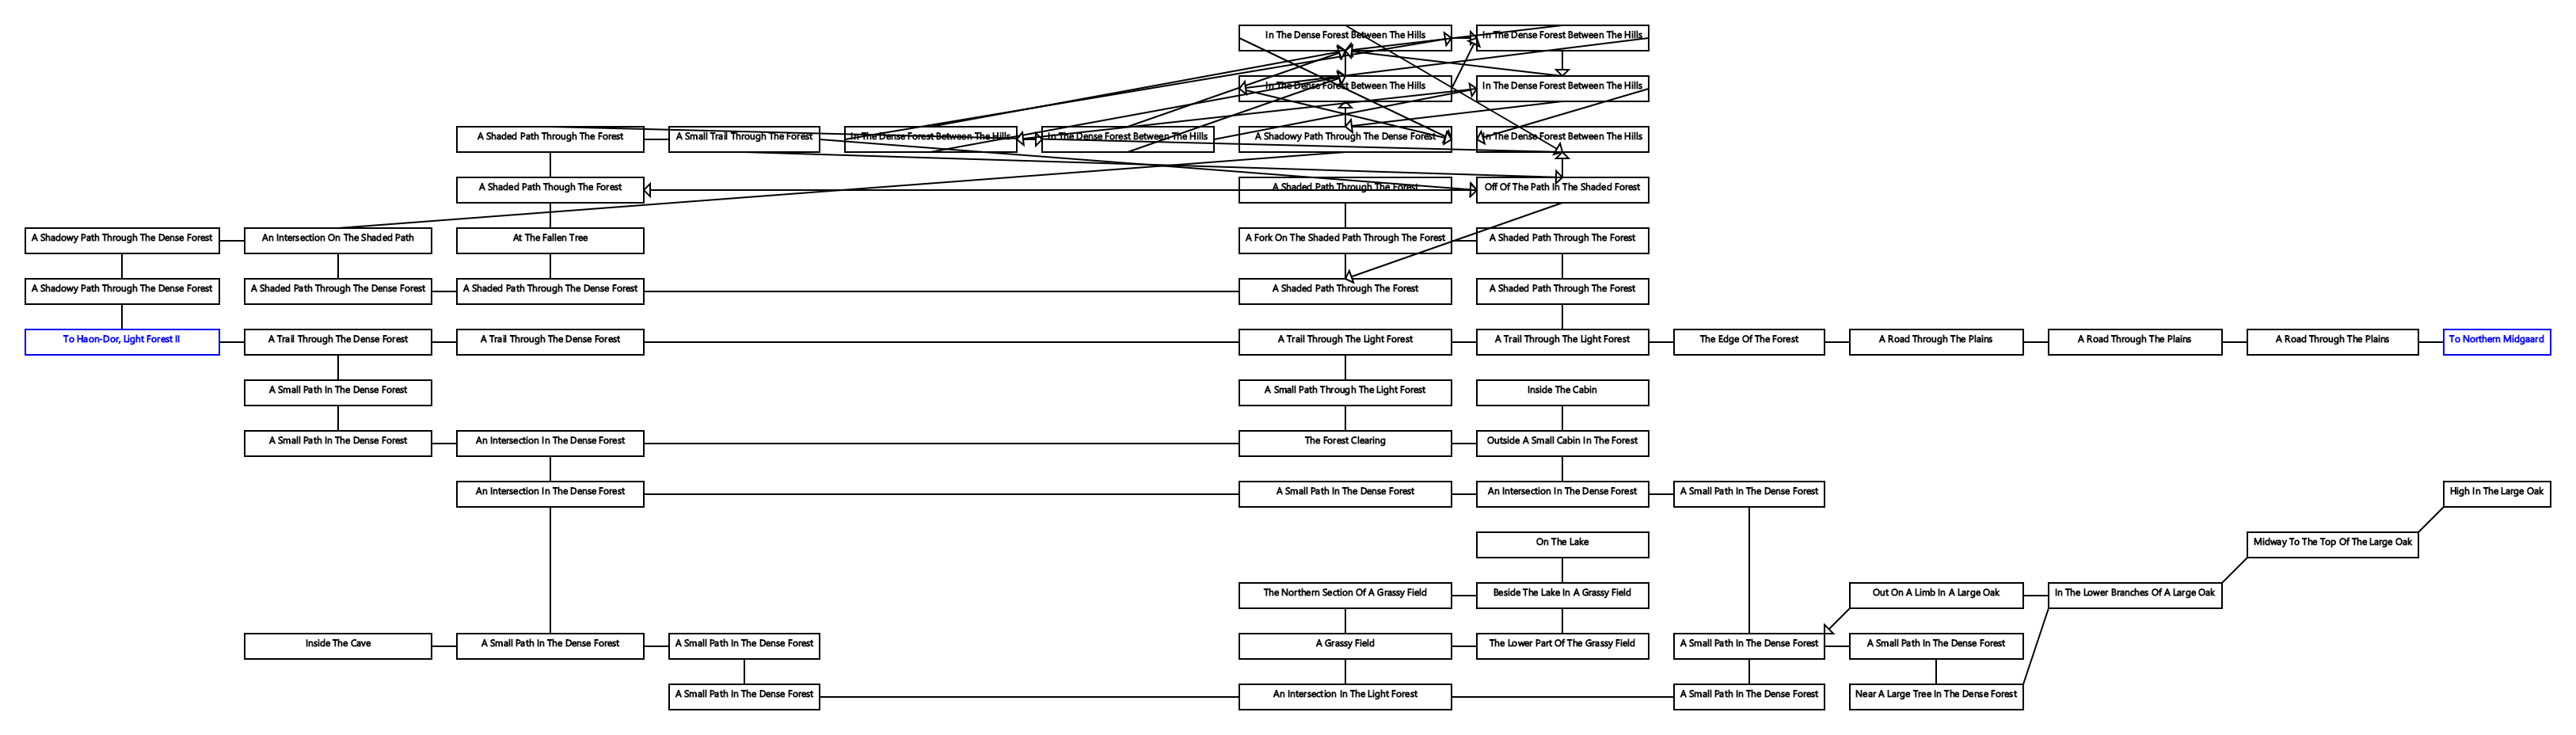 In The Dense Forest Between The Hills
In The Dense Forest Between The Hills
In The Dense Forest Between The Hills
In The Dense Forest Between The Hills
A Shaded Path Through The Forest
A Small Trail Through The Forest
In The Dense Forest Between The Hills
In The Dense Forest Between The Hills
A Shadowy Path Through The Dense Forest
In The Dense Forest Between The Hills
A Shaded Path Though The Forest
A Shaded Path Through The Forest
Off Of The Path In The Shaded Forest
A Shadowy Path Through The Dense Forest
An Intersection On The Shaded Path
At The Fallen Tree
A Fork On The Shaded Path Through The Forest
A Shaded Path Through The Forest
A Shadowy Path Through The Dense Forest
A Shaded Path Through The Dense Forest
A Shaded Path Through The Dense Forest
A Shaded Path Through The Forest
A Shaded Path Through The Forest
To Haon-Dor, Light Forest II
A Trail Through The Dense Forest
A Trail Through The Dense Forest
A Trail Through The Light Forest
A Trail Through The Light Forest
The Edge Of The Forest
A Road Through The Plains
A Road Through The Plains
A Road Through The Plains
To Northern Midgaard
A Small Path In The Dense Forest
A Small Path Through The Light Forest
Inside The Cabin
A Small Path In The Dense Forest
An Intersection In The Dense Forest
The Forest Clearing
Outside A Small Cabin In The Forest
An Intersection In The Dense Forest
A Small Path In The Dense Forest
An Intersection In The Dense Forest
A Small Path In The Dense Forest
High In The Large Oak
On The Lake
Midway To The Top Of The Large Oak
The Northern Section Of A Grassy Field
Beside The Lake In A Grassy Field
Out On A Limb In A Large Oak
In The Lower Branches Of A Large Oak
Inside The Cave
A Small Path In The Dense Forest
A Small Path In The Dense Forest
A Grassy Field
The Lower Part Of The Grassy Field
A Small Path In The Dense Forest
A Small Path In The Dense Forest
A Small Path In The Dense Forest
An Intersection In The Light Forest
A Small Path In The Dense Forest
Near A Large Tree In The Dense Forest